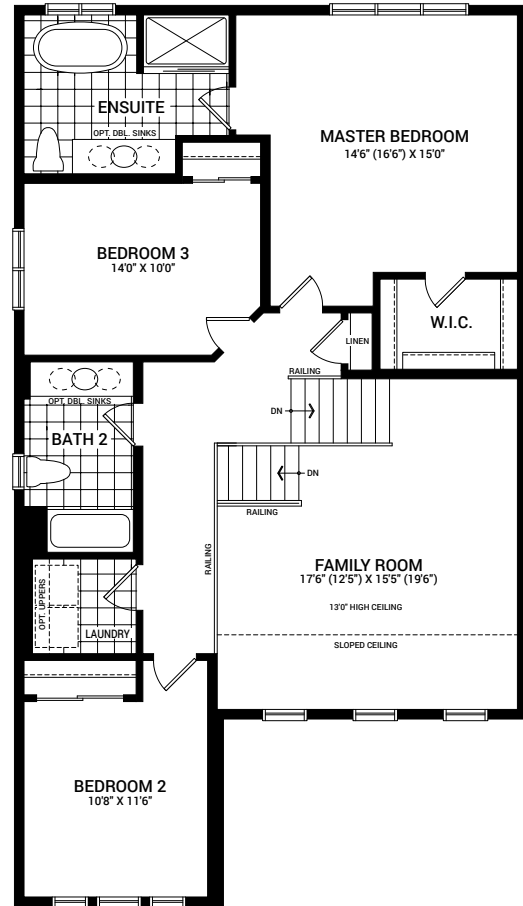 ENSUITE
OPT. DBL. SINKS
MASTER BEDROOM
14'6" (16'6") X 15'0"
BEDROOM 3
14'0" X 10'0"
W.I.C.
LINEN
RAILING
DN
OPT. DBL. SINKS
BATH 2
DN
RAILING
RAILING
FAMILY ROOM
17'6" (12'5") X 15'5" (19'6")
13'0" HIGH CEILING
SLOPED CEILING
OPT. UPPERS
LAUNDRY
BEDROOM 2
10'8" X 11'6"